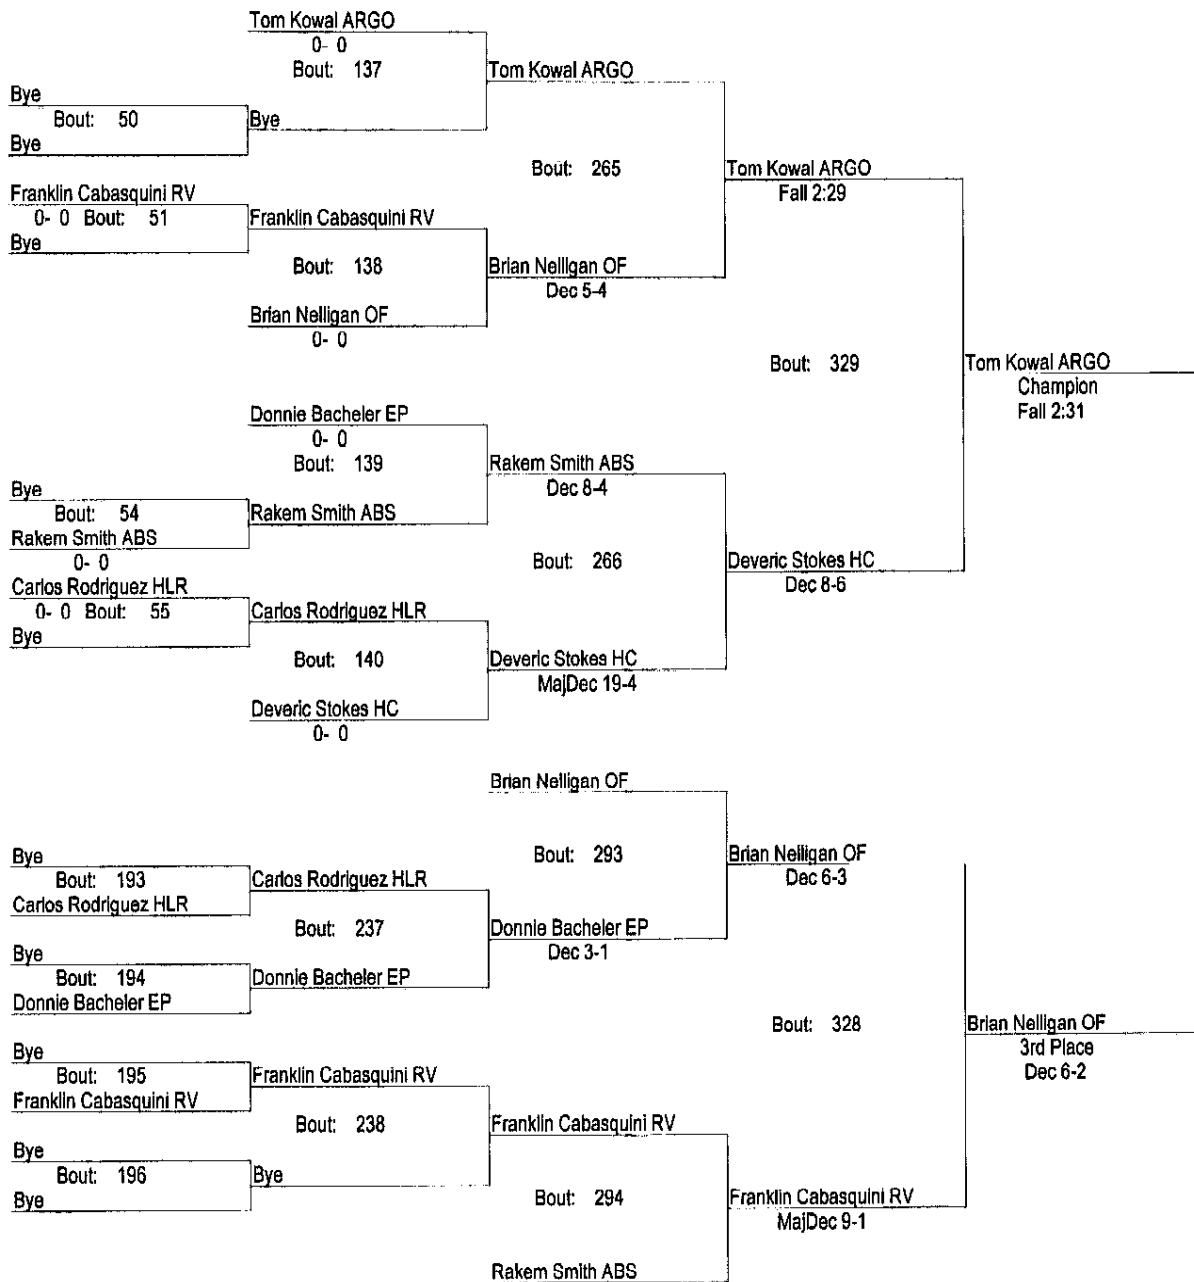 Tom Kowal ARGO
0- 0
Bout: 137
Tom Kowal ARGO
Bye
Bout: 50
Bye
Bye
Bout: 265
Tom Kowal ARGO
Fall 2:29
Franklin Cabasquini RV
0- 0 Bout: 51
Franklin Cabasquini RV
Bye
Bout: 138
Brian Nelligan OF
Dec 5-4
Brian Nelligan OF
0- 0
Bout: 329
Tom Kowal ARGO
Champion
Fall 2:31
Donnie Bacheler EP
0- 0
Bout: 139
Rakem Smith ABS
Dec 8-4
Bye
Bout: 54
Rakem Smith ABS
Rakem Smith ABS
0- 0
Bout: 266
Deveric Stokes HC
Dec 8-6
Carlos Rodriguez HLR
0- 0 Bout: 55
Carlos Rodriguez HLR
Bye
Bout: 140
Deveric Stokes HC
MajDec 19-4
Deveric Stokes HC
0- 0
Brian Nelligan OF
Bout: 293
Brian Nelligan OF
Dec 6-3
Bye
Bout: 193
Carlos Rodriguez HLR
Carlos Rodriguez HLR
Bout: 237
Donnie Bacheler EP
Dec 3-1
Bye
Bout: 194
Donnie Bacheler EP
Donnie Bacheler EP
Bout: 328
Brian Nelligan OF
3rd Place
Dec 6-2
Bye
Bout: 195
Franklin Cabasquini RV
Franklin Cabasquini RV
Bout: 238
Franklin Cabasquini RV
Bye
Bout: 196
Bye
Bye
Bout: 294
Franklin Cabasquini RV
MajDec 9-1
Rakem Smith ABS